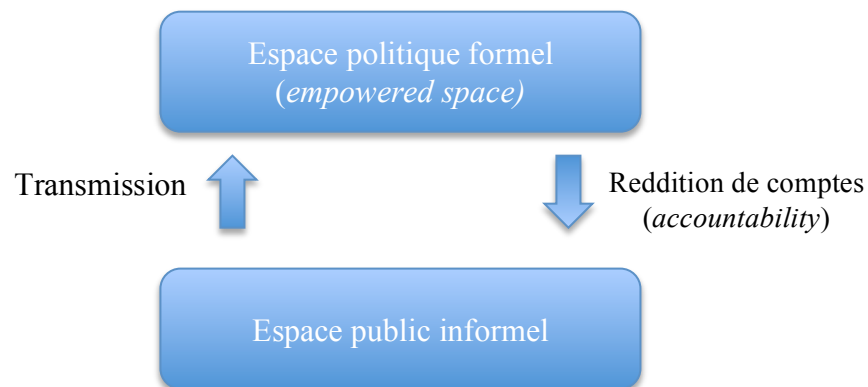 Espace politique formel
(empowered space)
Transmission
Reddition de comptes
(accountability)
Espace public informel